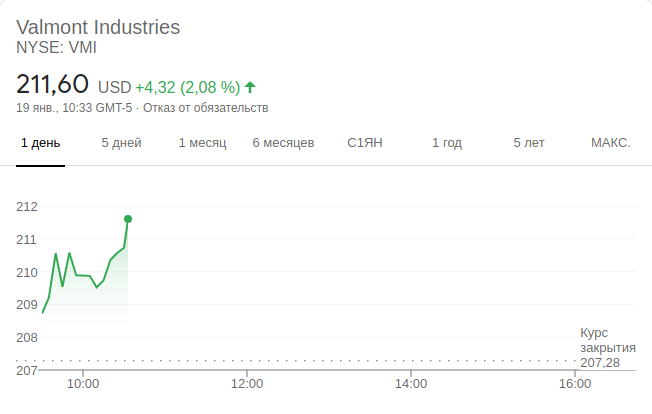 Valmont Industries
NYSE: VMI
211,60 USD +4,32 (2,08 %)
19 янв., 10:33 GMT-5 · Отказ от обязательств
1 день 5 дней 1 месяц 6 месяцев С1ЯН 1 год 5 лет МАКС.
212
211
210
209
208
Курс
закрытия
207,28
207
10:00 12:00 14:00 16:00